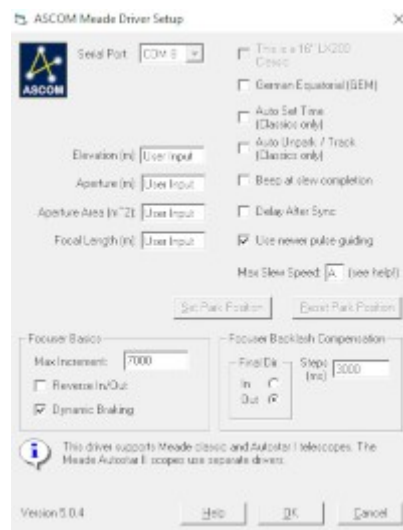 ASCOM Meade Driver Setup
ASCOM
Serial Port: COM 8
This is a 16" LX200 Classic
German Equatorial (GEM)
Auto Set Time
(Classics only)
Auto Unpark / Track
(Classics only)
Elevation (m): User Input
Beep at slew completion
Aperture (m): User Input
Aperture Area (m^2): User Input
Delay After Sync
Focal Length (m): User Input
Use newer pulse guiding
Max Slew Speed: A (see help!)
Set Park Position
Reset Park Position
Focuser Basics
Max Increment: 7000
Reverse In/Out
Dynamic Braking
Focuser Backlash Compensation
Final Dir
In
Out
Steps
(ms)
3000
This driver supports Meade classic and Autostar I telescopes. The
Meade Autostar II scopes use separate drivers.
Version 5.0.4
Help
OK
Cancel